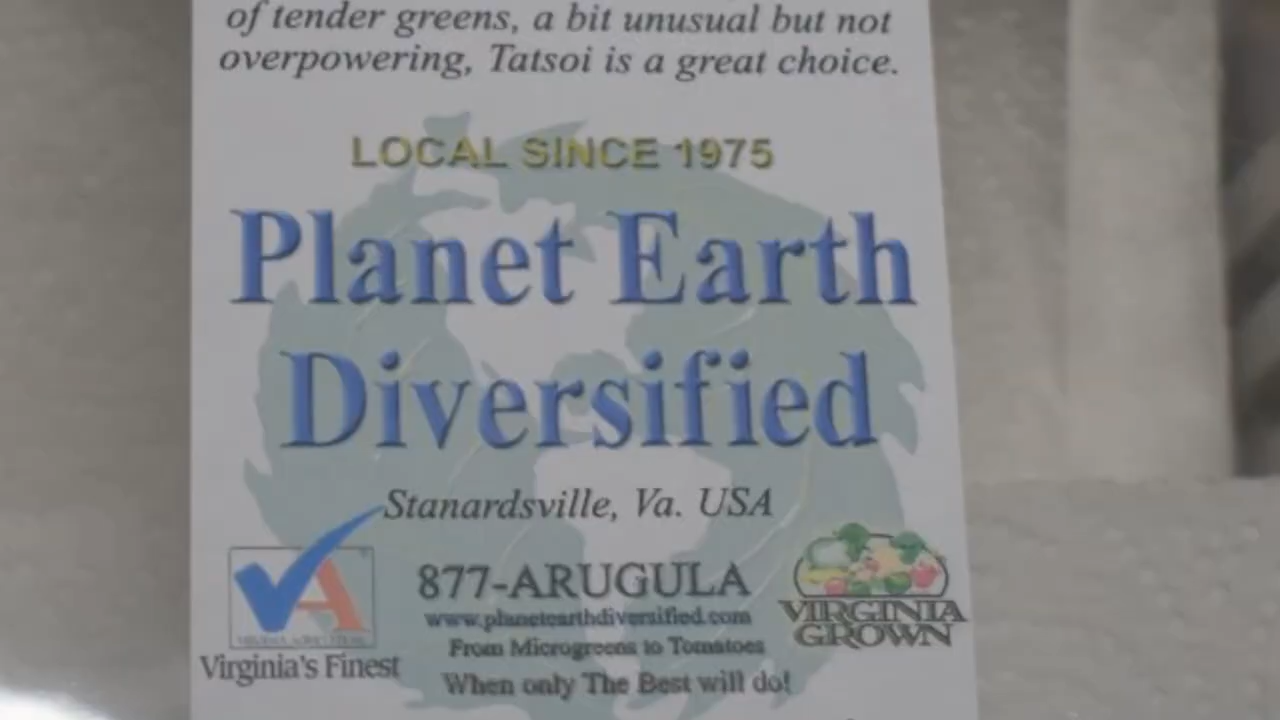 of tender greens, a bit unusual but not
overpowering, Tatsoi is a great choice.
LOCAL SINCE 1975
Planet Earth
Diversified
Stanardsville, Va. USA
877-ARUGULA
www.planetearthdiversified.com
From Microgreens to Tomatoes
When only The Best will do!
VA
Virginia's Finest
VIRGINIA
GROWN